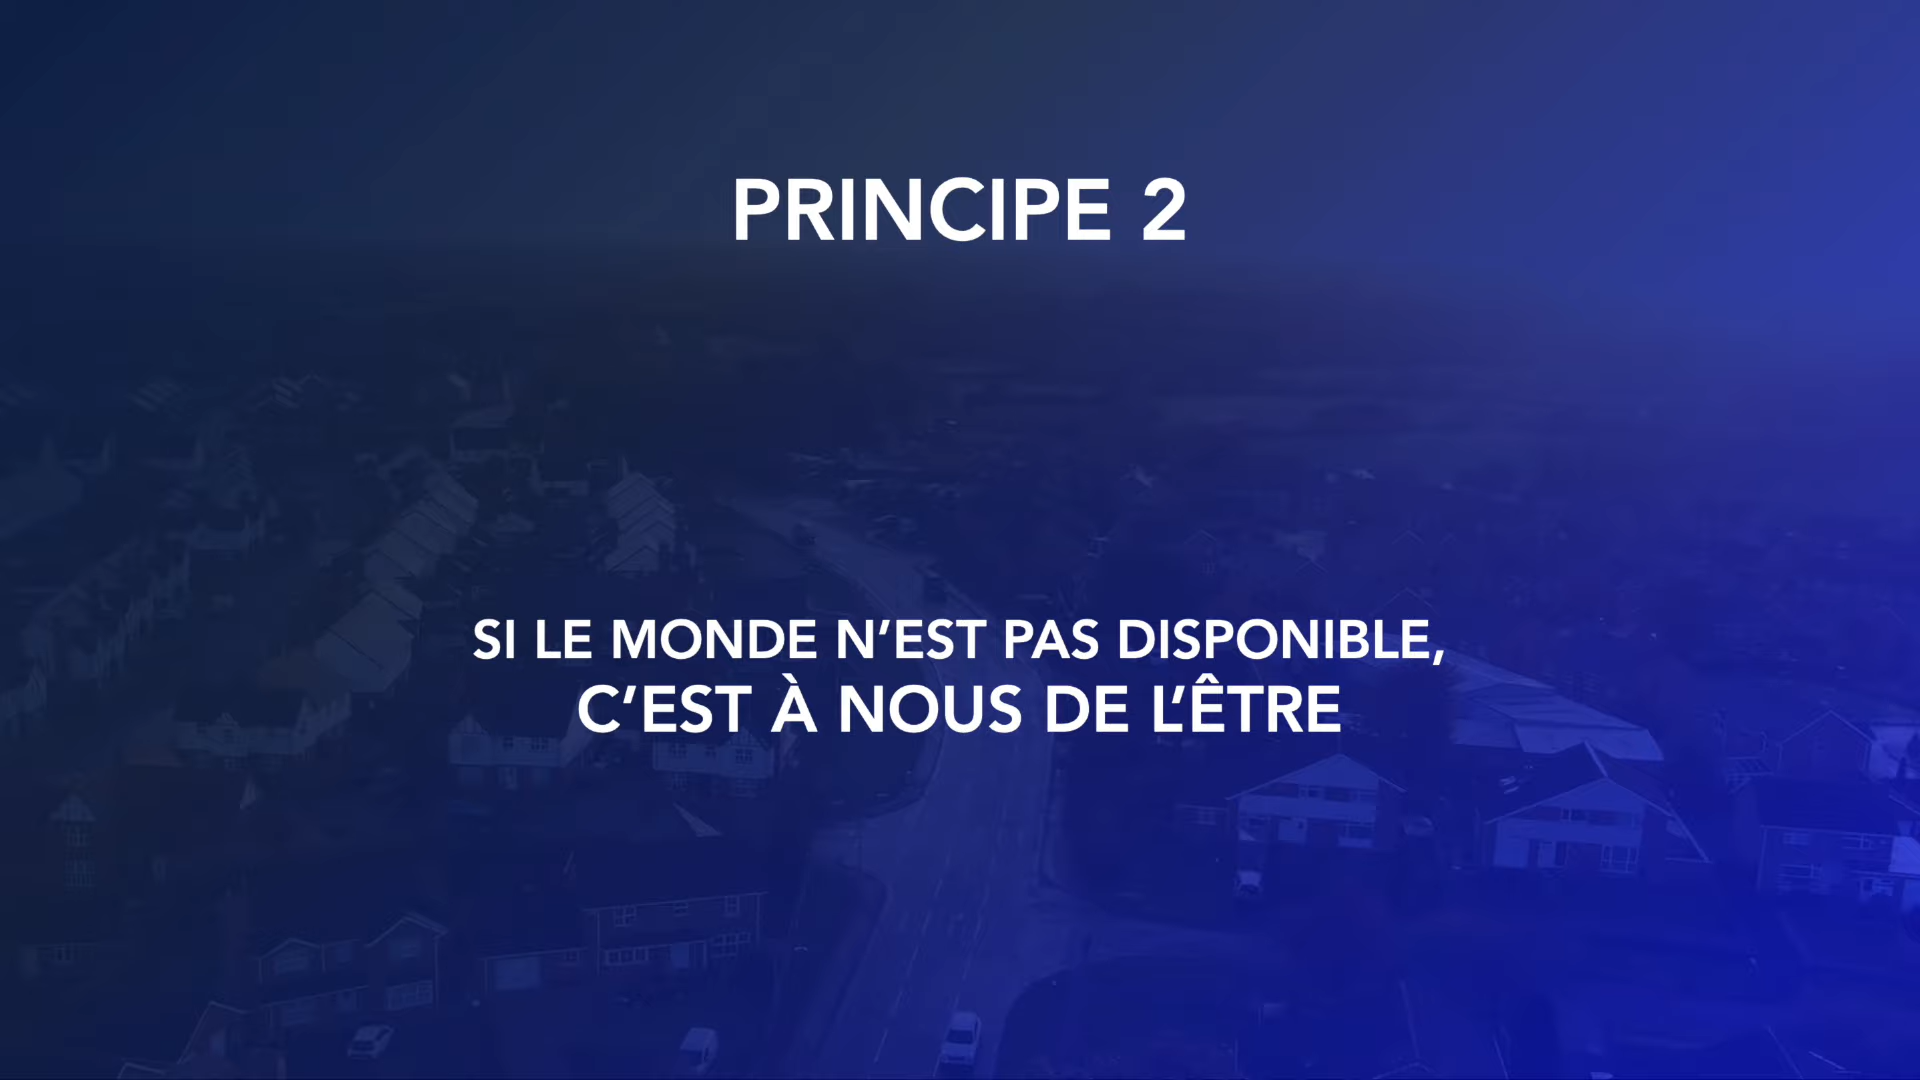 PRINCIPE 2
SI LE MONDE N’EST PAS DISPONIBLE,
C’EST À NOUS DE L’ÊTRE